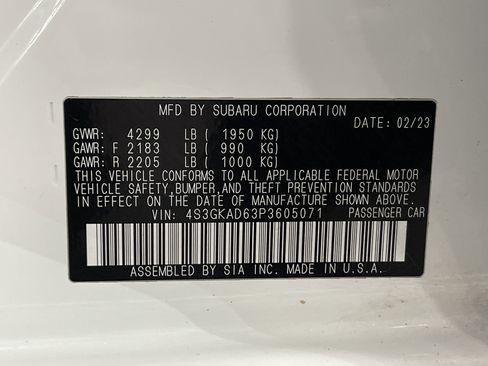 MFD BY SUBARU CORPORATION
DATE: 02/23
GVWR: 4299 LB ( 1950 KG)
GAWR: F 2183 LB ( 990 KG)
GAWR: R 2205 LB ( 1000 KG)
THIS VEHICLE CONFORMS TO ALL APPLICABLE FEDERAL MOTOR
VEHICLE SAFETY,BUMPER,AND THEFT PREVENTION STANDARDS
IN EFFECT ON THE DATE OF MANUFACTURE SHOWN ABOVE.
VIN: 4S3GKAD63P3605071 PASSENGER CAR
ASSEMBLED BY SIA INC. MADE IN U.S.A.